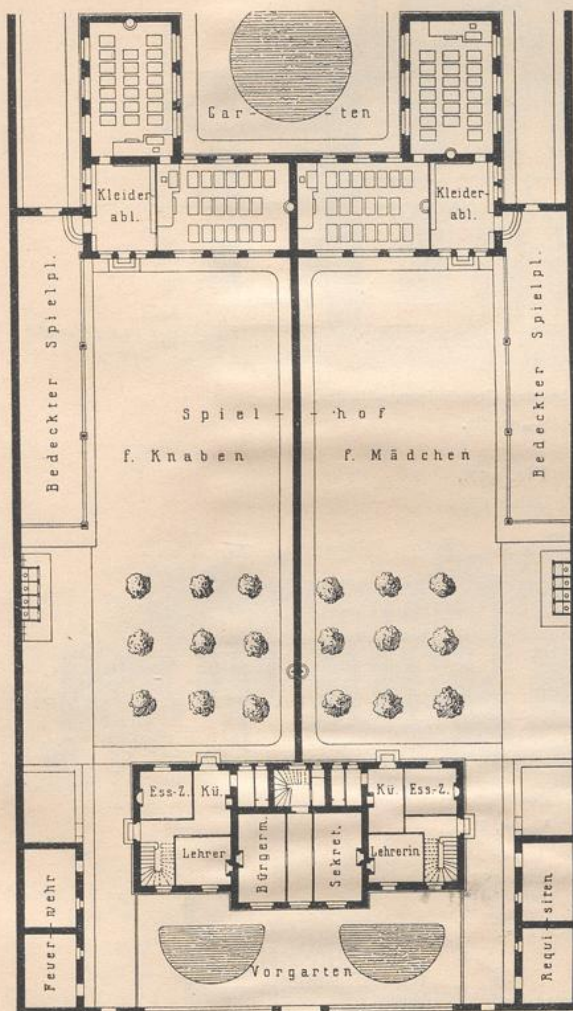 Gar- -ten
Kleider
abl.
Kleider-
abl.
Bedeckter Spielpl.
Bedeckter Spielpl.
Spiel- -hof
f. Knaben
f. Mädchen
Ess-Z.
Kü.
Kü.
Ess-Z.
Lehrer
Bürgerm.
Sekret.
Lehrerin
Feuer-wehr
Requi-siten
Vorgarten